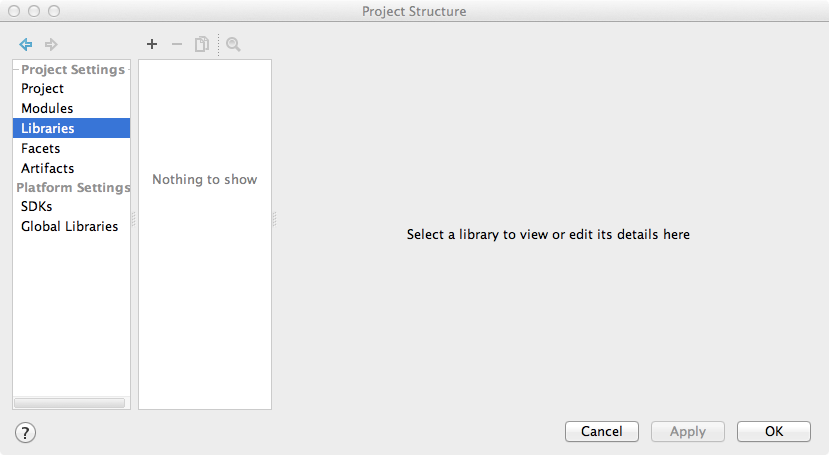 Project Structure
Project Settings
Project
Modules
Libraries
Facets
Artifacts
Platform Settings
SDKs
Global Libraries
Nothing to show
Select a library to view or edit its details here
?
Cancel
Apply
OK